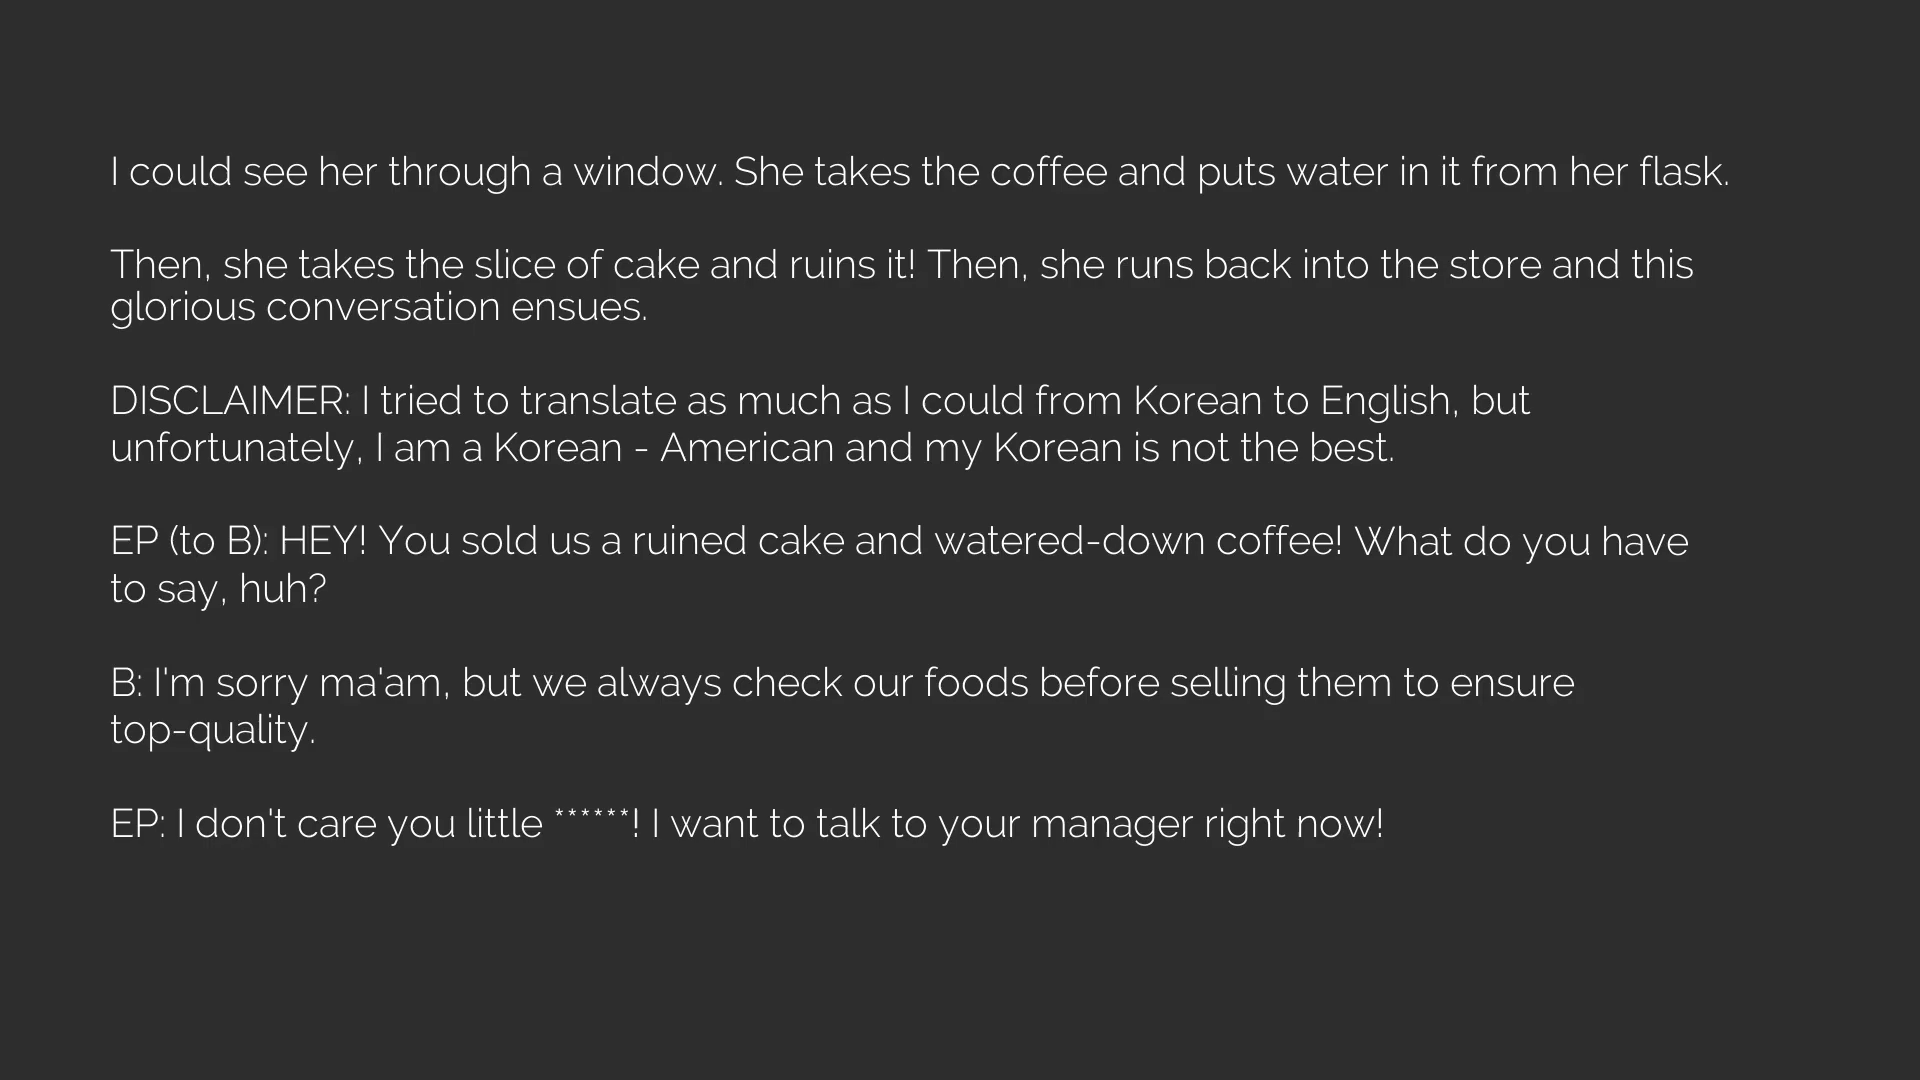 I could see her through a window. She takes the coffee and puts water in it from her flask.
Then, she takes the slice of cake and ruins it! Then, she runs back into the store and this
glorious conversation ensues.
DISCLAIMER: I tried to translate as much as I could from Korean to English, but
unfortunately, I am a Korean - American and my Korean is not the best.
EP (to B): HEY! You sold us a ruined cake and watered-down coffee! What do you have
to say, huh?
B: I'm sorry ma'am, but we always check our foods before selling them to ensure
top-quality.
EP: I don't care you little ******! I want to talk to your manager right now!